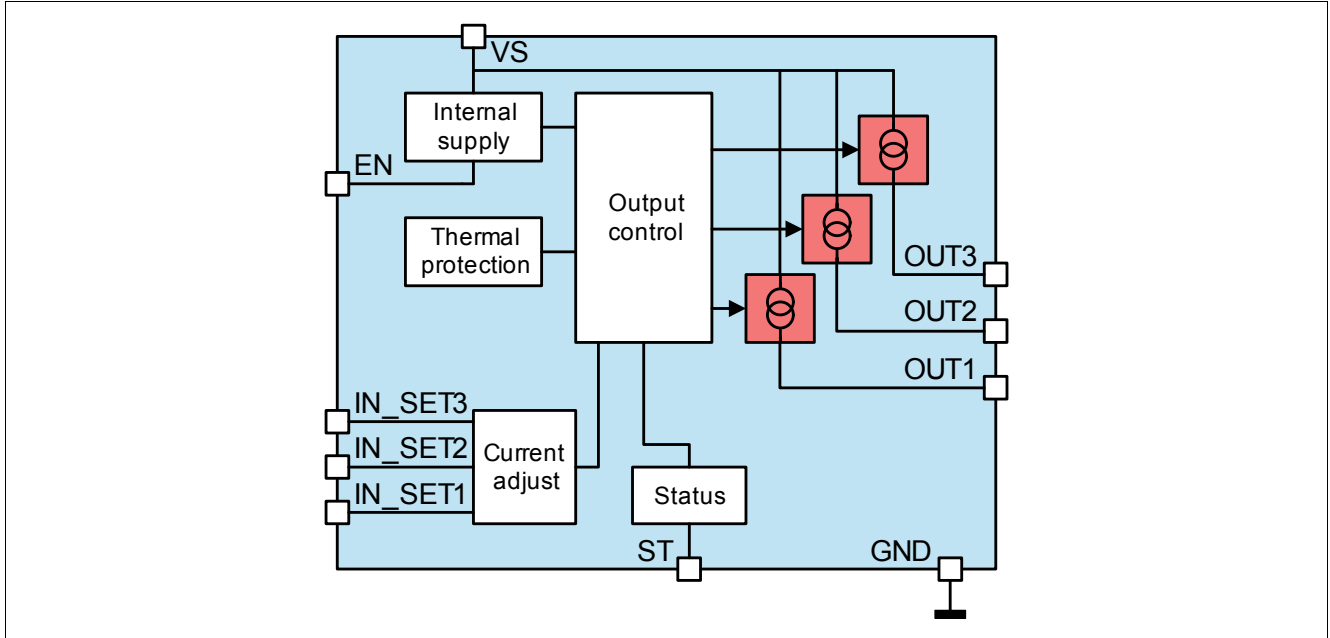 VS
Internal
supply
EN
Output
control
Thermal
protection
OUT3
OUT2
OUT1
IN_SET3
IN_SET2
IN_SET1
Current
adjust
Status
ST
GND